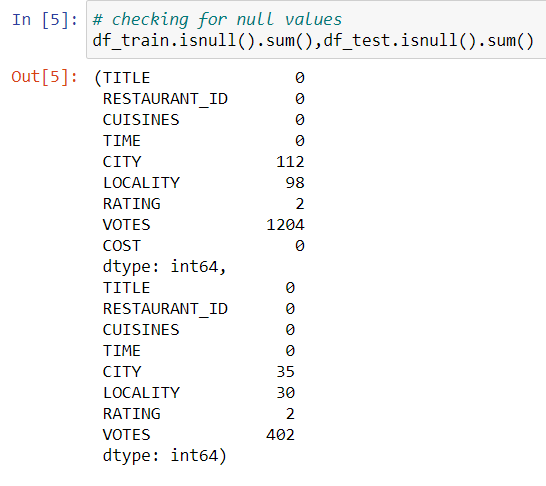 In [5]: # checking for null values
df_train.isnull().sum(),df_test.isnull().sum()
Out[5]: (TITLE 0
RESTAURANT_ID 0
CUISINES 0
TIME 0
CITY 112
LOCALITY 98
RATING 2
VOTES 1204
COST 0
dtype: int64,
TITLE 0
RESTAURANT_ID 0
CUISINES 0
TIME 0
CITY 35
LOCALITY 30
RATING 2
VOTES 402
dtype: int64)